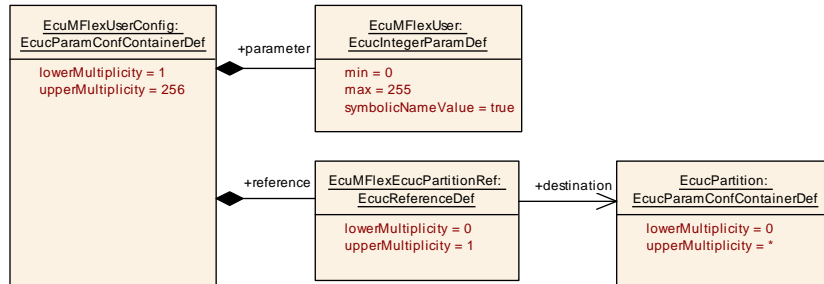 EcuMFlexUserConfig:
EcucParamConfContainerDef
lowerMultiplicity = 1
upperMultiplicity = 256
+parameter
EcuMFlexUser:
EcucIntegerParamDef
min = 0
max = 255
symbolicNameValue = true
+reference
EcuMFlexEcucPartitionRef:
EcucReferenceDef
lowerMultiplicity = 0
upperMultiplicity = 1
+destination
EcucPartition:
EcucParamConfContainerDef
lowerMultiplicity = 0
upperMultiplicity = *